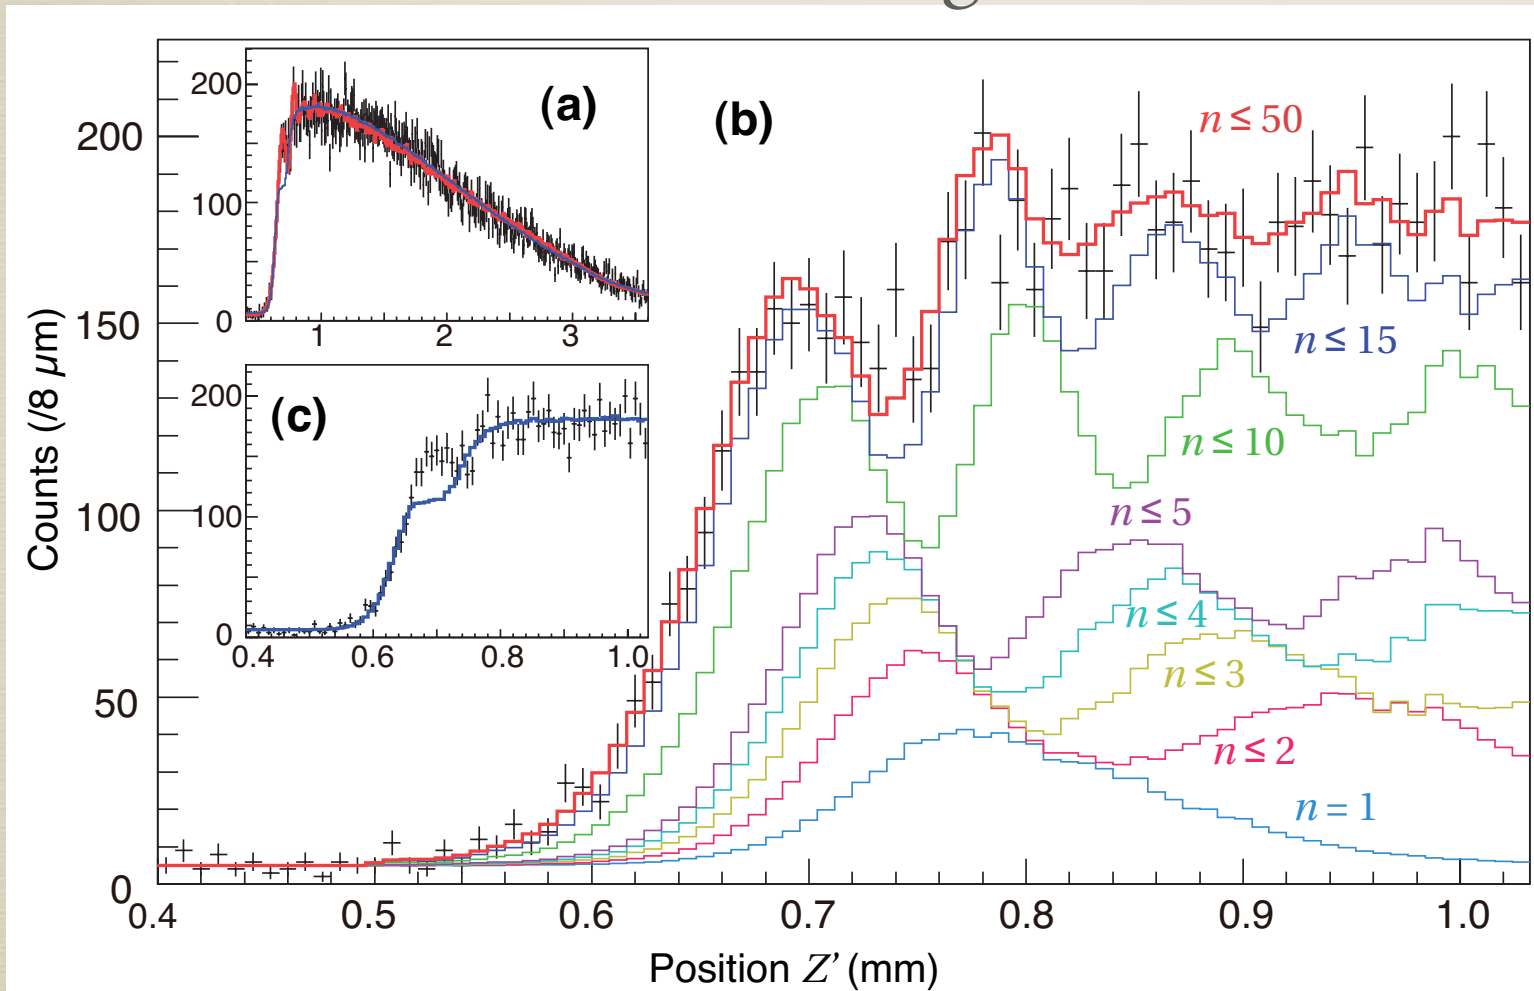 g
Counts (/8 μm)
200
150
100
50
0
0.4
0.5
0.6
0.7
0.8
0.9
1.0
Position Z' (mm)
(a)
200
100
0
1
2
3
(b)
(c)
200
100
0
0.4
0.6
0.8
1.0
n ≤ 50
n ≤ 15
n ≤ 10
n ≤ 5
n ≤ 4
n ≤ 3
n ≤ 2
n = 1